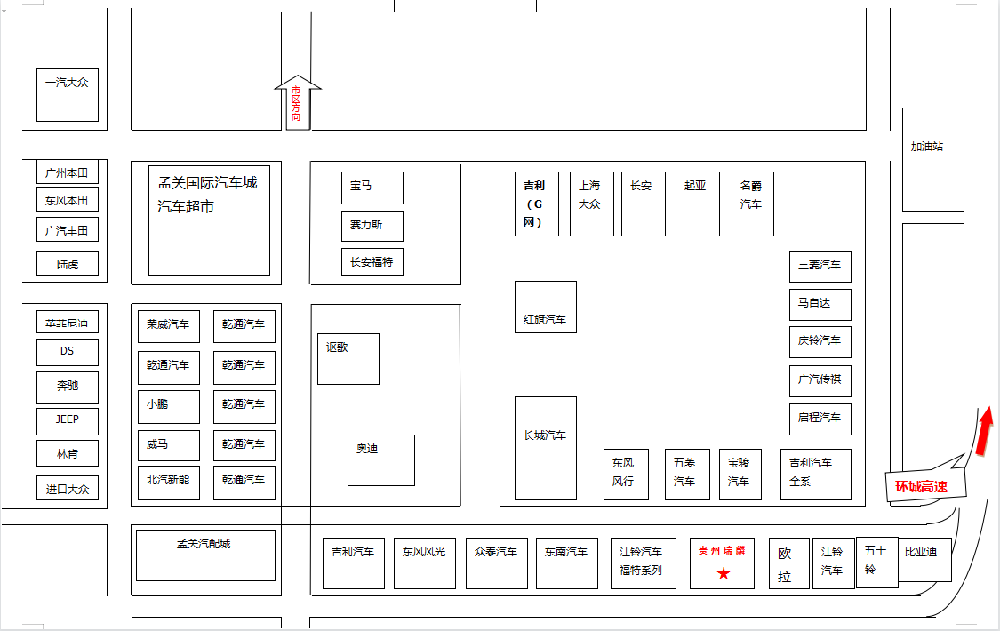 一汽大众
市区方向
加油站
广州本田
东风本田
广汽丰田
陆虎
孟关国际汽车城
汽车超市
宝马
赛力斯
长安福特
吉利
（G
网）
上海
大众
长安
起亚
名爵
汽车
三菱汽车
马自达
庆铃汽车
广汽传祺
启程汽车
红旗汽车
长城汽车
东风
风行
五菱
汽车
宝骏
汽车
吉利汽车
全系
英菲尼迪
DS
奔驰
JEEP
林肯
进口大众
荣威汽车
乾通汽车
乾通汽车
乾通汽车
小鹏
乾通汽车
威马
乾通汽车
北汽新能
乾通汽车
讴歌
奥迪
环城高速
孟关汽配城
吉利汽车
东风风光
众泰汽车
东南汽车
江铃汽车
福特系列
贵州瑞麟
欧
拉
江铃
汽车
五十
铃
比亚迪